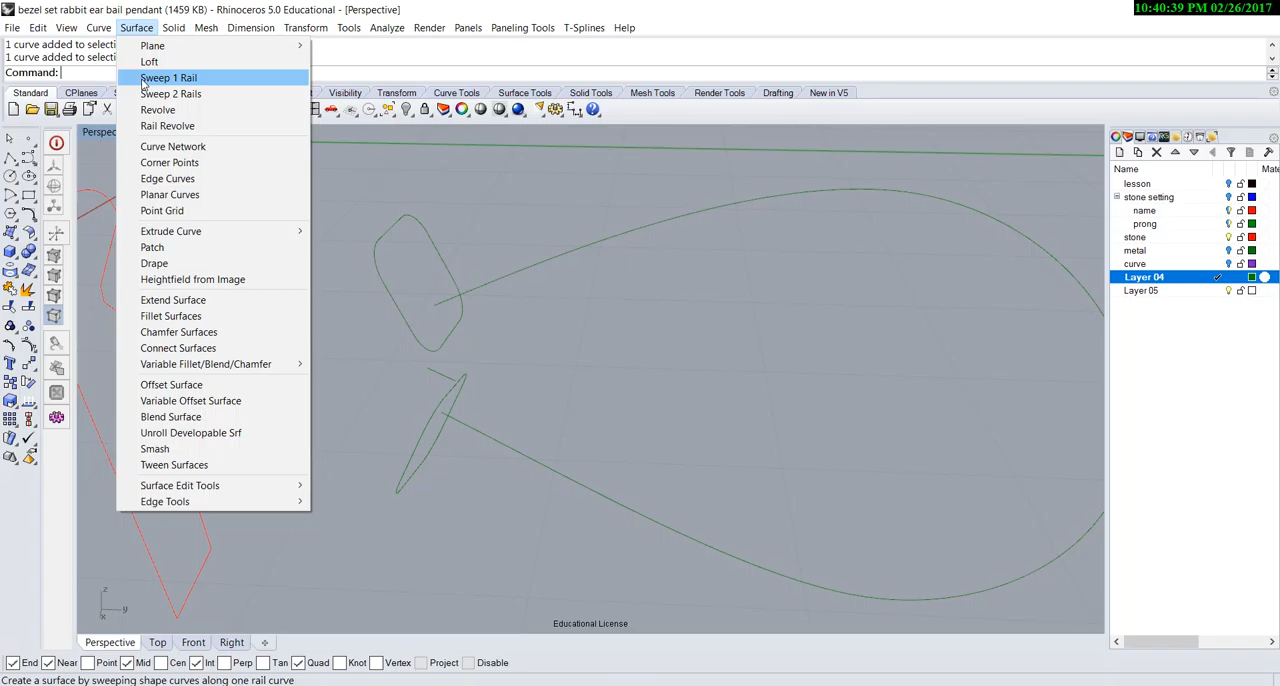 bezel set rabbit ear bail pendant (1459 KB) - Rhinoceros 5.0 Educational - [Perspective]
10:40:39 PM 02/26/2017
File Edit View Curve Surface Solid Mesh Dimension Transform Tools Analyze Render Panels Paneling Tools T-Splines Help
1 curve added to selecti
1 curve added to selecti
Command:
Standard CPlanes Visibility Transform Curve Tools Surface Tools Solid Tools Mesh Tools Render Tools Drafting New in V5
Plane
Loft
Sweep 1 Rail
Sweep 2 Rails
Revolve
Rail Revolve
Curve Network
Corner Points
Edge Curves
Planar Curves
Point Grid
Extrude Curve
Patch
Drape
Heightfield from Image
Extend Surface
Fillet Surfaces
Chamfer Surfaces
Connect Surfaces
Variable Fillet/Blend/Chamfer
Offset Surface
Variable Offset Surface
Blend Surface
Unroll Developable Srf
Smash
Tween Surfaces
Surface Edit Tools
Edge Tools
Perspe
Name Mate
lesson
stone setting
name
prong
stone
metal
curve
Layer 04
Layer 05
z
y
x
Educational License
Perspective Top Front Right
End Near Point Mid Cen Int Perp Tan Quad Knot Vertex Project Disable
Create a surface by sweeping shape curves along one rail curve